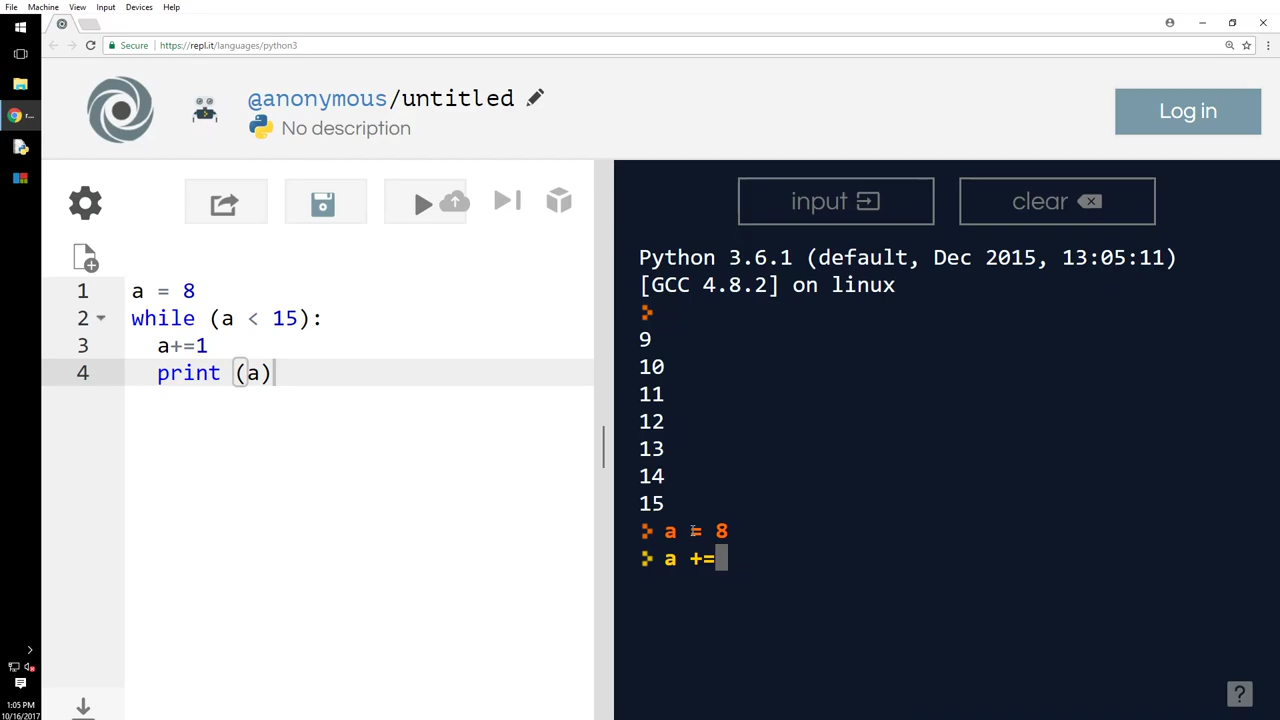 File Machine View Input Devices Help
Secure https://repl.it/languages/python3
@anonymous/untitled
No description
Log in
input
clear
1 a = 8
2 while (a < 15):
3 a+=1
4 print (a)
Python 3.6.1 (default, Dec 2015, 13:05:11)
[GCC 4.8.2] on linux
9
10
11
12
13
14
15
a = 8
a +=
?
1:05 PM
10/16/2017